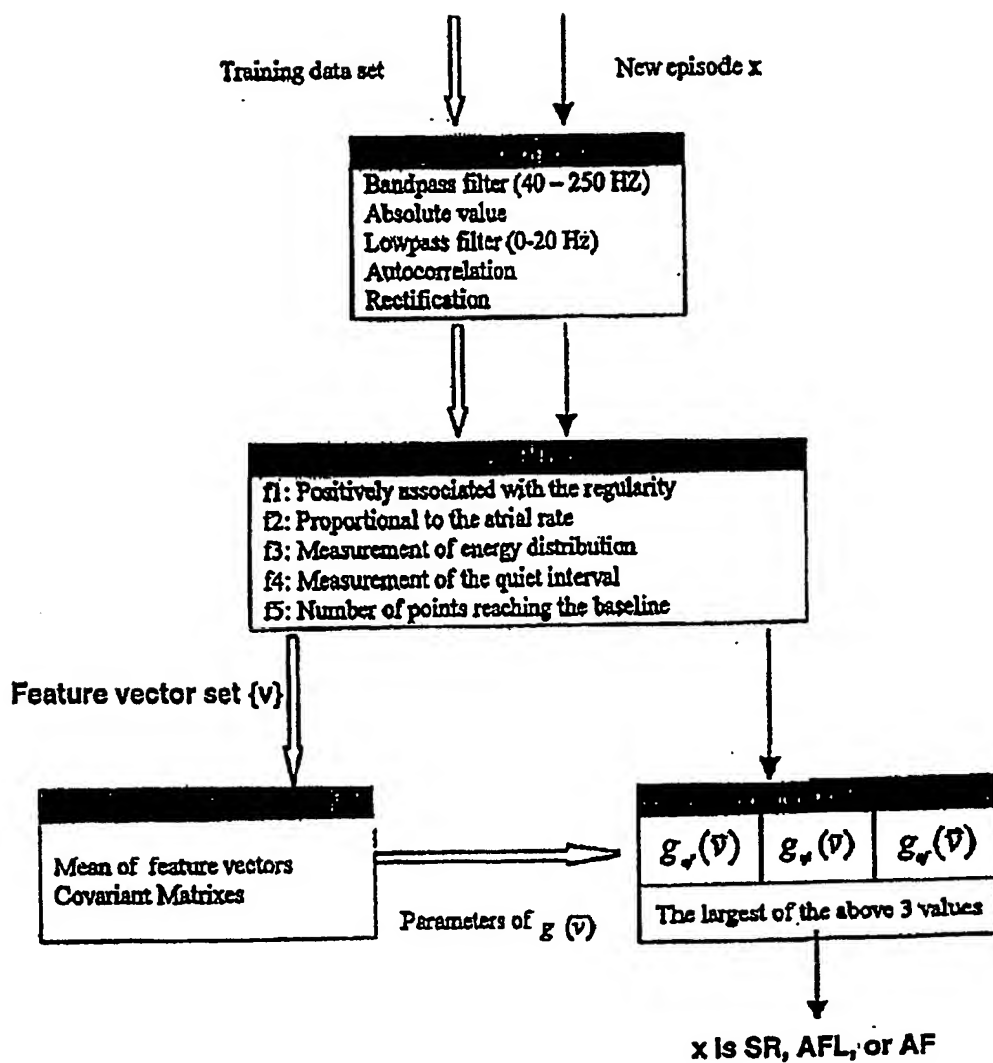 Training data set
New episode x
Bandpass filter (40 – 250 HZ)
Absolute value
Lowpass filter (0-20 Hz)
Autocorrelation
Rectification
f1: Positively associated with the regularity
f2: Proportional to the atrial rate
f3: Measurement of energy distribution
f4: Measurement of the quiet interval
f5: Number of points reaching the baseline
Feature vector set {v}
Mean of feature vectors
Covariant Matrixes
Parameters of g (v̄)
g (v̄) g (v̄) g (v̄)
The largest of the above 3 values
x is SR, AFL, or AF